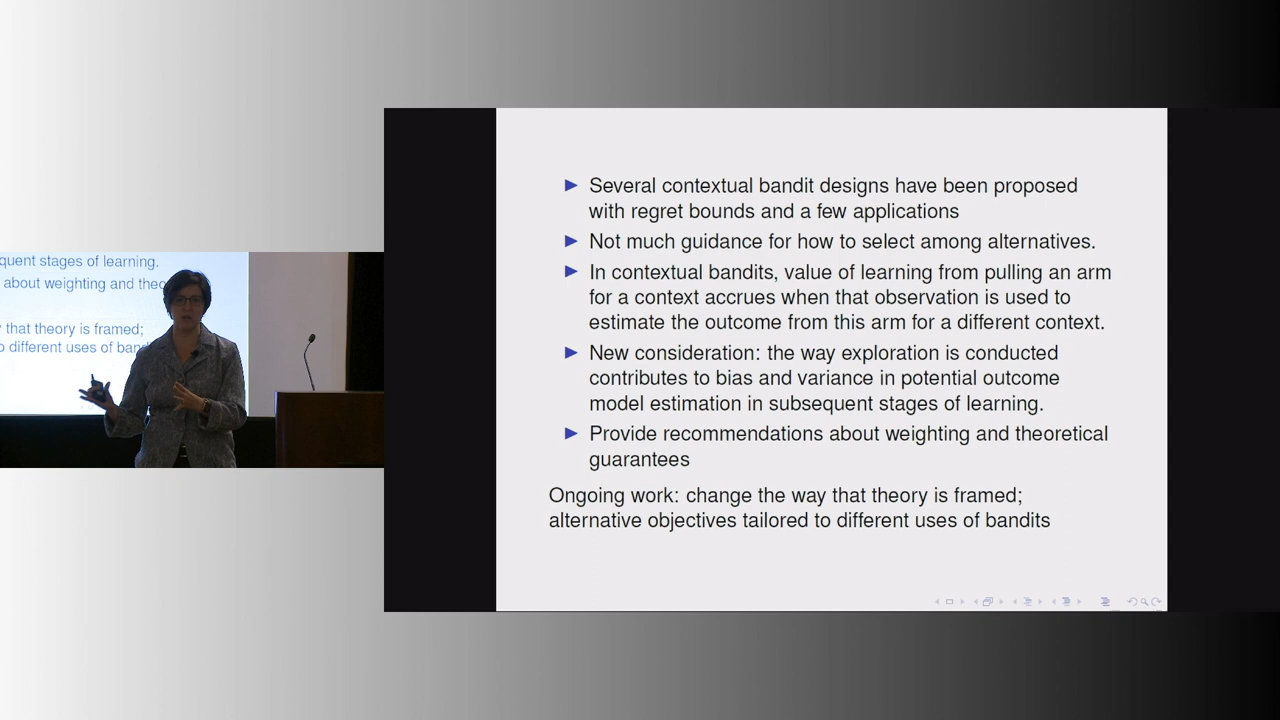 quent stages of learning.
about weighting and theo
y that theory is framed;
o different uses of band
▶ Several contextual bandit designs have been proposed
with regret bounds and a few applications
▶ Not much guidance for how to select among alternatives.
▶ In contextual bandits, value of learning from pulling an arm
for a context accrues when that observation is used to
estimate the outcome from this arm for a different context.
▶ New consideration: the way exploration is conducted
contributes to bias and variance in potential outcome
model estimation in subsequent stages of learning.
▶ Provide recommendations about weighting and theoretical
guarantees
Ongoing work: change the way that theory is framed;
alternative objectives tailored to different uses of bandits